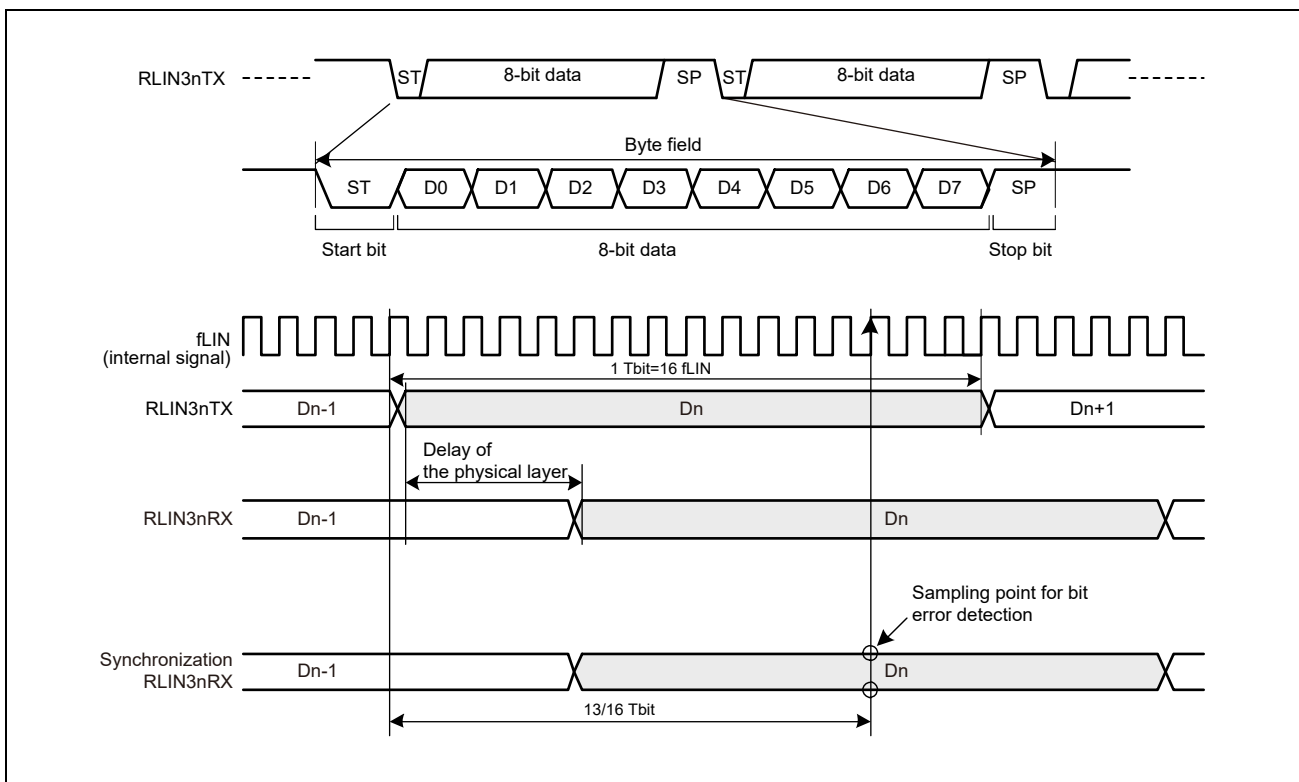 RLIN3nTX
ST
8-bit data
SP
ST
8-bit data
SP
Byte field
ST
D0
D1
D2
D3
D4
D5
D6
D7
SP
Start bit
8-bit data
Stop bit
fLIN
(internal signal)
1 Tbit=16 fLIN
RLIN3nTX
Dn-1
Dn
Dn+1
Delay of
the physical layer
RLIN3nRX
Dn-1
Dn
Sampling point for bit
error detection
Synchronization
RLIN3nRX
Dn-1
Dn
13/16 Tbit